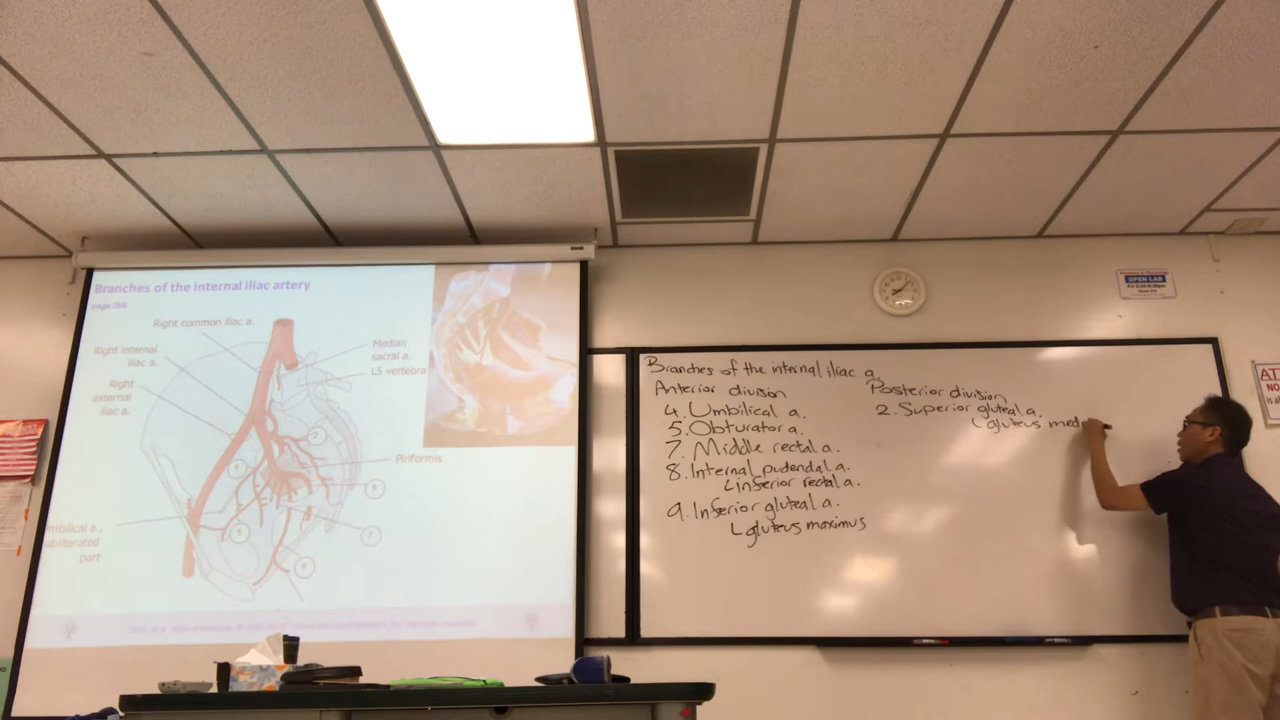 Branches of the internal iliac artery
page 266
Right common iliac a.
Right internal
iliac a.
Right
external
iliac a.
Median
sacral a.
L5 vertebra
Piriformis
obliterated
part
Branches of the internal iliac a.
Anterior division
4. Umbilical a.
5. Obturator a.
7. Middle rectal a.
8. Internal pudendal a.
inferior rectal a.
9. Inferior gluteal a.
gluteus maximus
Posterior division
2. Superior gluteal a.
gluteus med
OPEN LAB